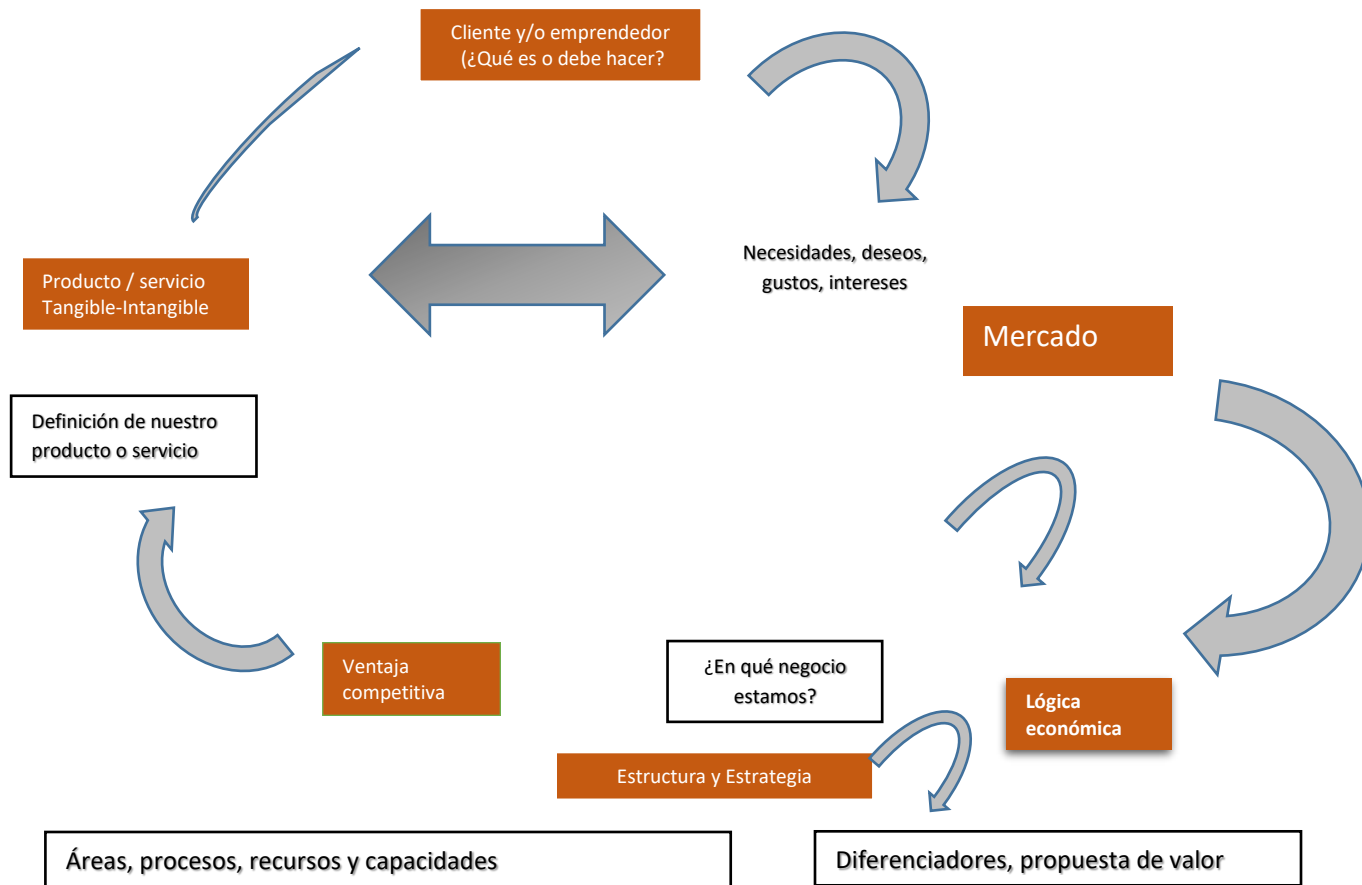 Cliente y/o emprendedor
(¿Qué es o debe hacer?
Necesidades, deseos,
gustos, intereses
Producto / servicio
Tangible-Intangible
Mercado
Definición de nuestro
producto o servicio
Ventaja
competitiva
¿En qué negocio
estamos?
Lógica
económica
Estructura y Estrategia
Áreas, procesos, recursos y capacidades
Diferenciadores, propuesta de valor